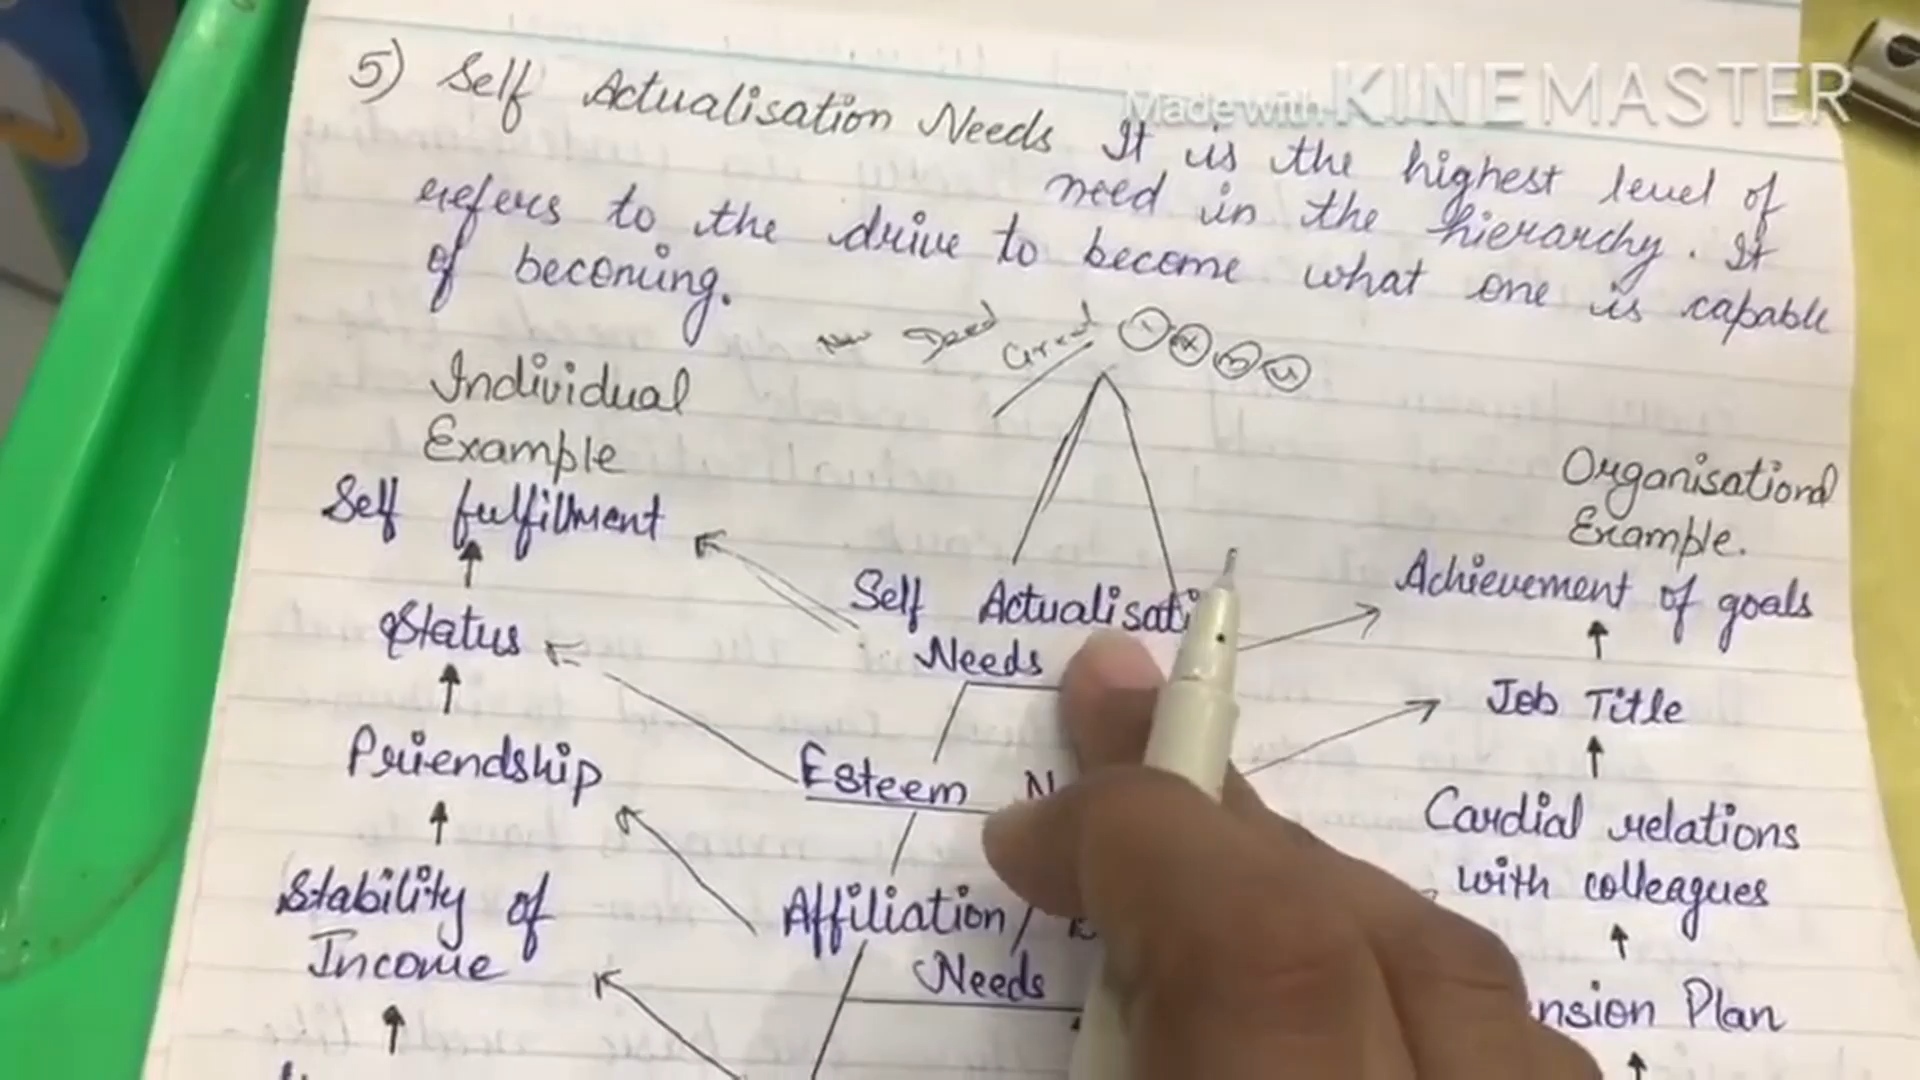 Made with KINEMASTER
5) Self Actualisation Needs It is the highest level of
need in the hierarchy. It
refers to the drive to become what one is capable
of becoming.
Need
Individual
Example
Self fulfillment
Status
Friendship
Stability of
Income
Self Actualisati
Needs
Esteem N
Affiliation/
Needs
Organisational
Example.
Achievement of goals
Job Title
Cardial relations
with colleagues
nsion Plan